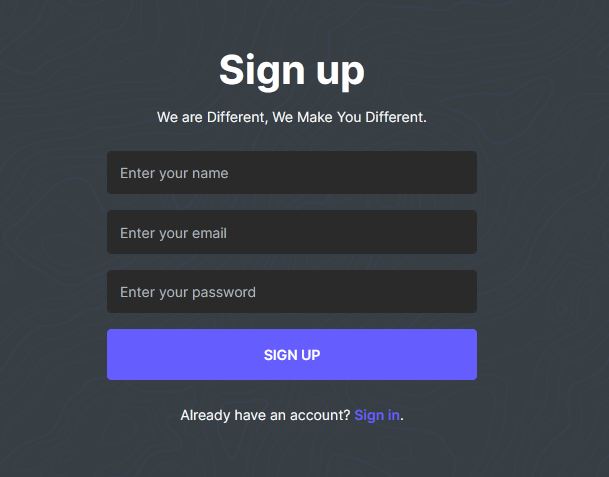 Sign up
We are Different, We Make You Different.
Enter your name
Enter your email
Enter your password
SIGN UP
Already have an account? Sign in.